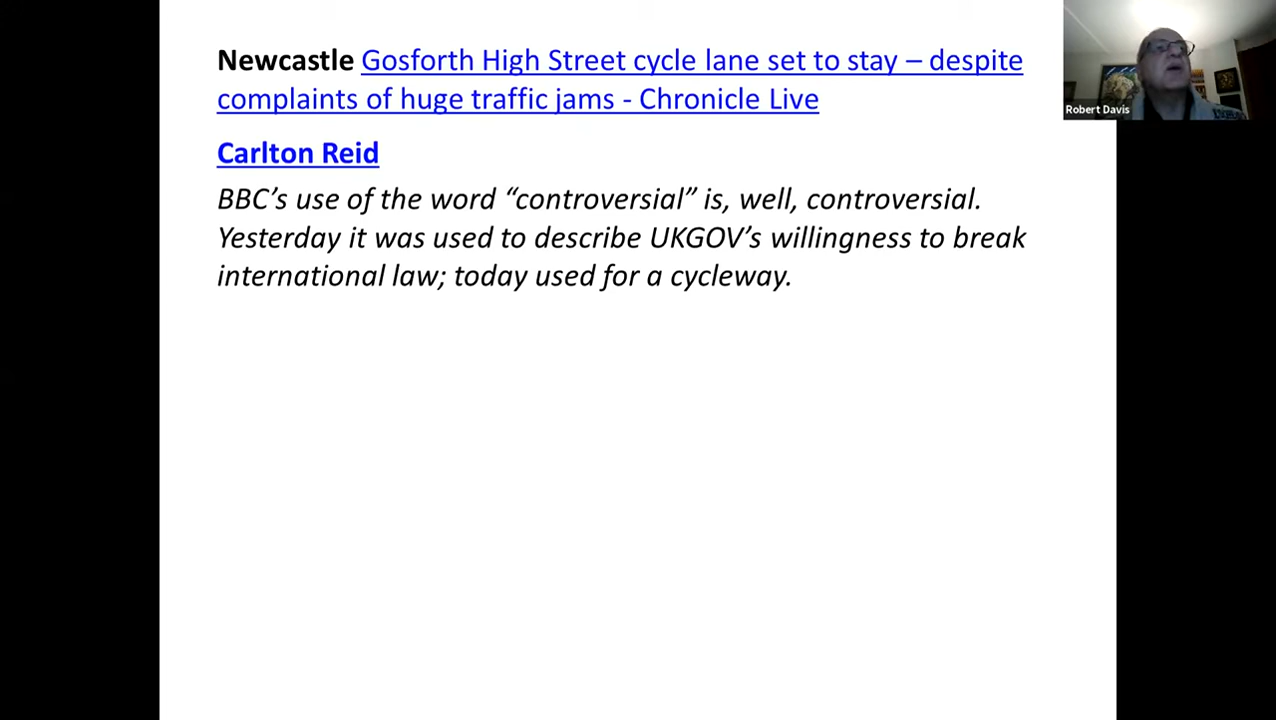 Newcastle Gosforth High Street cycle lane set to stay – despite
complaints of huge traffic jams - Chronicle Live
Carlton Reid
BBC’s use of the word “controversial” is, well, controversial.
Yesterday it was used to describe UKGOV’s willingness to break
international law; today used for a cycleway.
Robert Davis